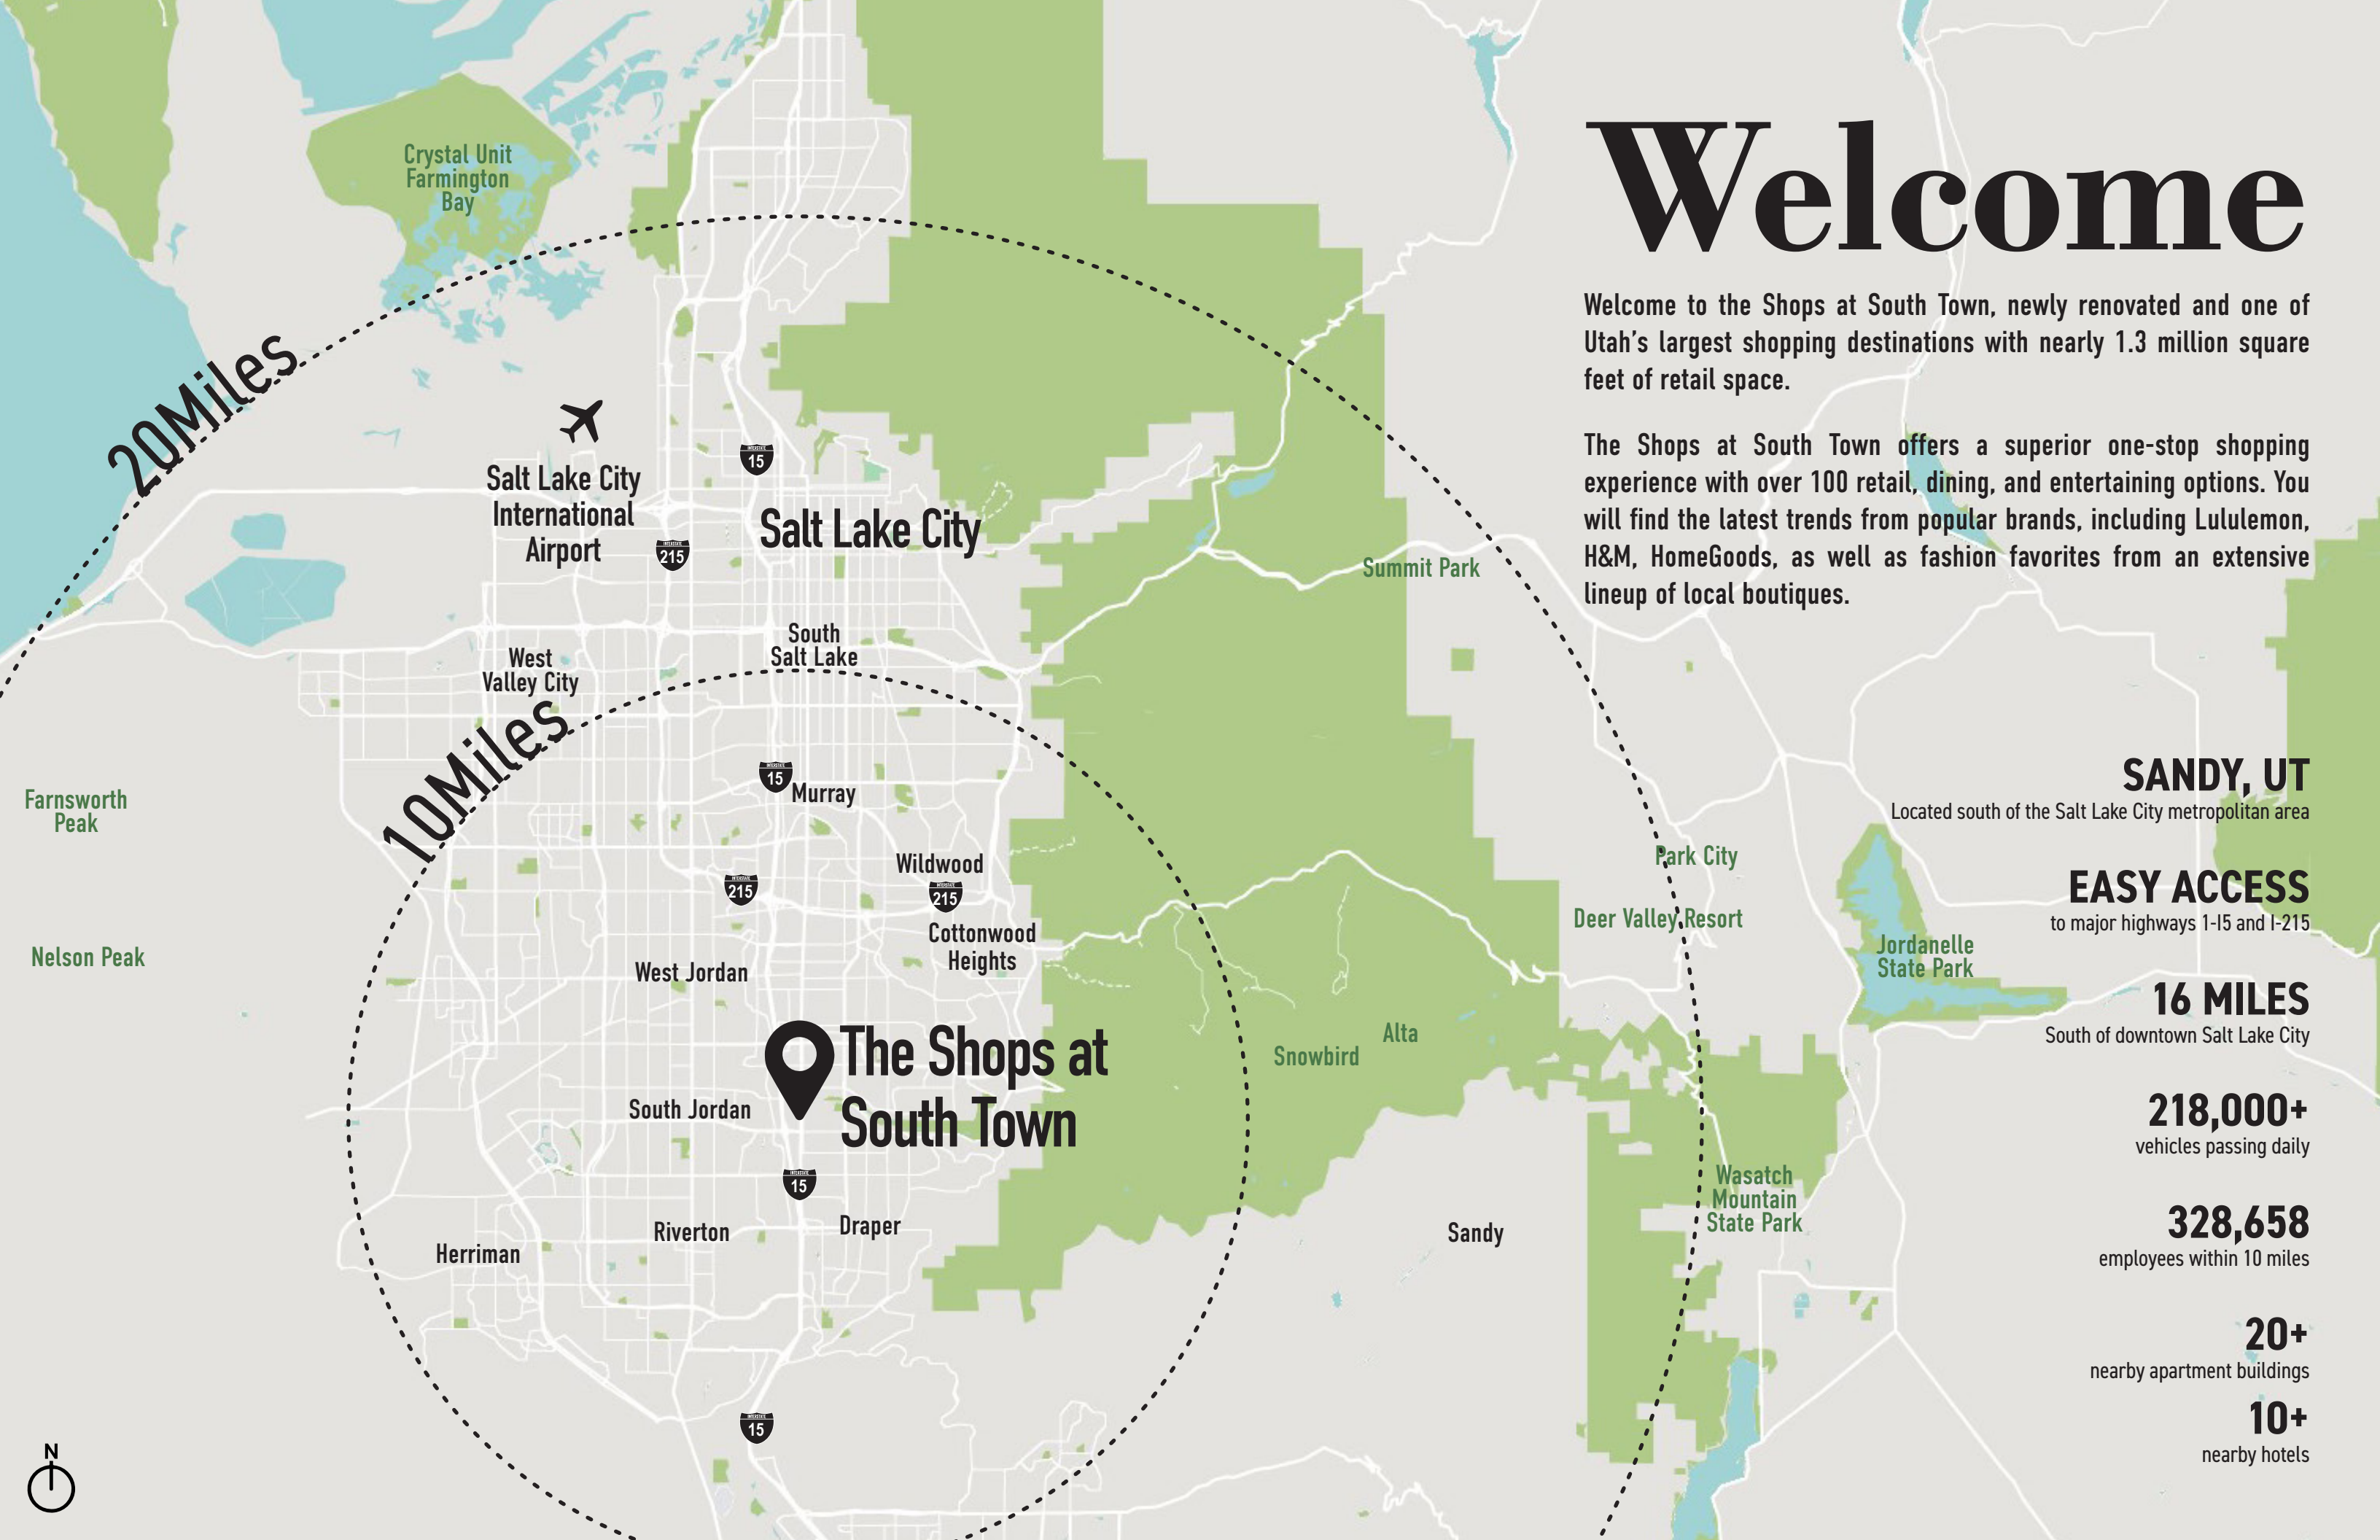 Welcome
Welcome to the Shops at South Town, newly renovated and one of
Utah's largest shopping destinations with nearly 1.3 million square
feet of retail space.
The Shops at South Town offers a superior one-stop shopping
experience with over 100 retail, dining, and entertaining options. You
will find the latest trends from popular brands, including Lululemon,
H&M, HomeGoods, as well as fashion favorites from an extensive
lineup of local boutiques.
SANDY, UT
Located south of the Salt Lake City metropolitan area
EASY ACCESS
to major highways 1-I5 and I-215
16 MILES
South of downtown Salt Lake City
218,000+
vehicles passing daily
328,658
employees within 10 miles
20+
nearby apartment buildings
10+
nearby hotels
Crystal Unit
Farmington
Bay
20Miles
Salt Lake City
International
Airport
INTERSTATE
15
INTERSTATE
215
Salt Lake City
Summit Park
South
Salt Lake
West
Valley City
10Miles
INTERSTATE
15
Murray
Farnsworth
Peak
Wildwood
INTERSTATE
215
INTERSTATE
215
Park City
Deer Valley Resort
Cottonwood
Heights
Jordanelle
State Park
Nelson Peak
West Jordan
The Shops at
South Town
Alta
Snowbird
South Jordan
INTERSTATE
15
Wasatch
Mountain
State Park
Riverton
Draper
Sandy
Herriman
INTERSTATE
15
N